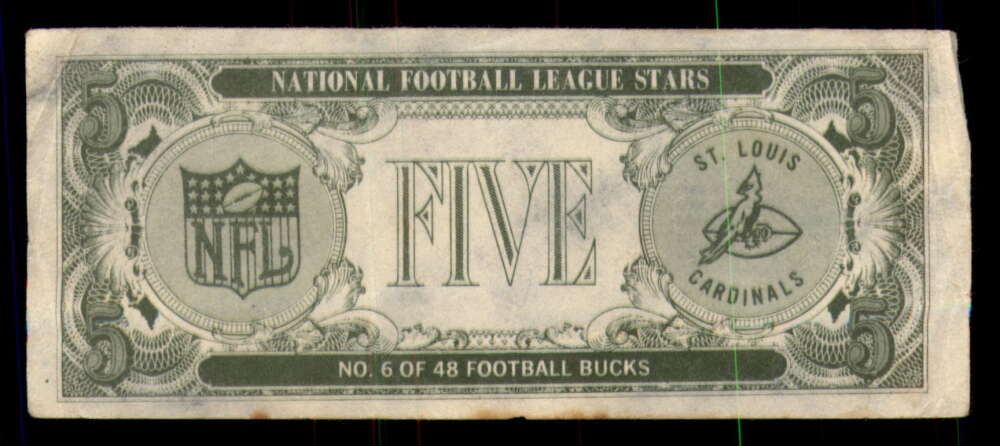 5 NATIONAL FOOTBALL LEAGUE STARS 5
NFL
FIVE
ST. LOUIS
CARDINALS
5 NO. 6 OF 48 FOOTBALL BUCKS 5